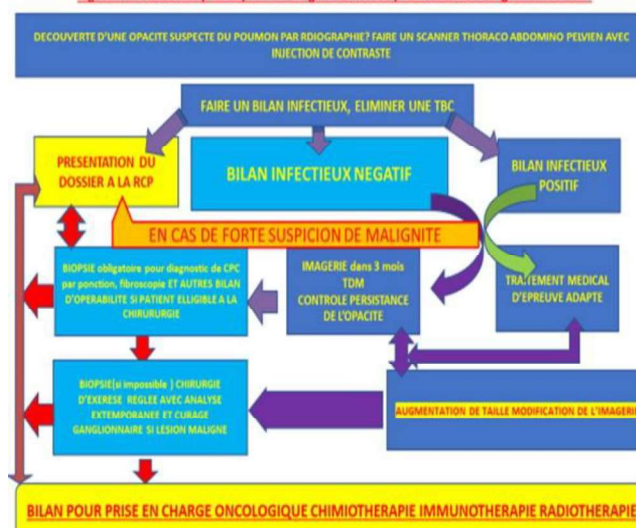 DECOUVERTE D'UNE OPACITE SUSPECTE DU POUMON PAR RDIOGRAPHIE? FAIRE UN SCANNER THORACO ABDOMINO PELVIEN AVEC
INJECTION DE CONTRASTE
FAIRE UN BILAN INFECTIEUX, ELIMINER UNE TBC
PRESENTATION DU
DOSSIER A LA RCP
BILAN INFECTIEUX NEGATIF
BILAN INFECTIEUX
POSITIF
EN CAS DE FORTE SUSPICION DE MALIGNITE
BIOPSIE obligatoire pour diagnostic de CPC
par ponction, fibroscopie ET AUTRES BILAN
D'OPERABILITE SI PATIENT ELLIGIBLE A LA
CHIRURURGIE
IMAGERIE dans 3 mois
TDM
CONTROLE PERSISTANCE
DE L'OPACITE
TRAITEMENT MEDICAL
D'EPREUVE ADAPTE
BIOPSIE(si impossible ) CHIRURGIE
D'EXERESE REGLEE AVEC ANALYSE
EXTEMPORANEE ET CURAGE
GANGLIONNAIRE SI LESION MALIGNE
AUGMENTATION DE TAILLE MODIFICATION DE L'IMAGERIE
BILAN POUR PRISE EN CHARGE ONCOLOGIQUE CHIMIOTHERAPIE IMMUNOTHERAPIE RADIOTHERAPIE